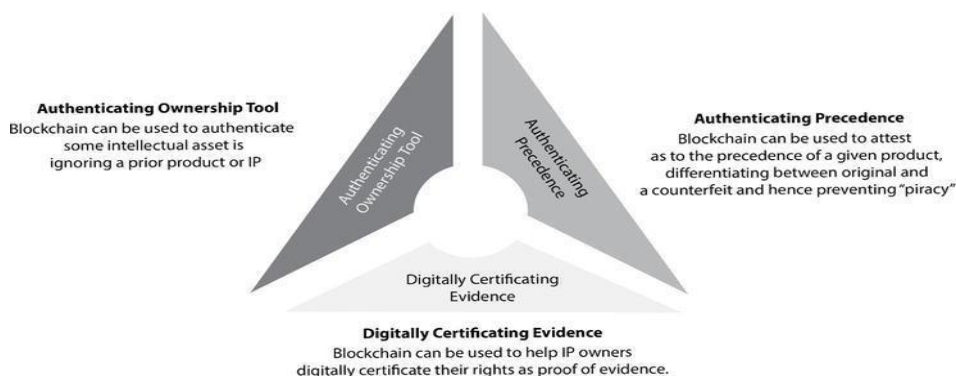 Authenticating Ownership Tool
Blockchain can be used to authenticate
some intellectual asset is
ignoring a prior product or IP
Authenticating
Ownership Tool
Authenticating
Precedence
Authenticating Precedence
Blockchain can be used to attest
as to the precedence of a given product,
differentiating between original and
a counterfeit and hence preventing “piracy”
Digitally Certificating
Evidence
Digitally Certificating Evidence
Blockchain can be used to help IP owners
digitally certificate their rights as proof of evidence.